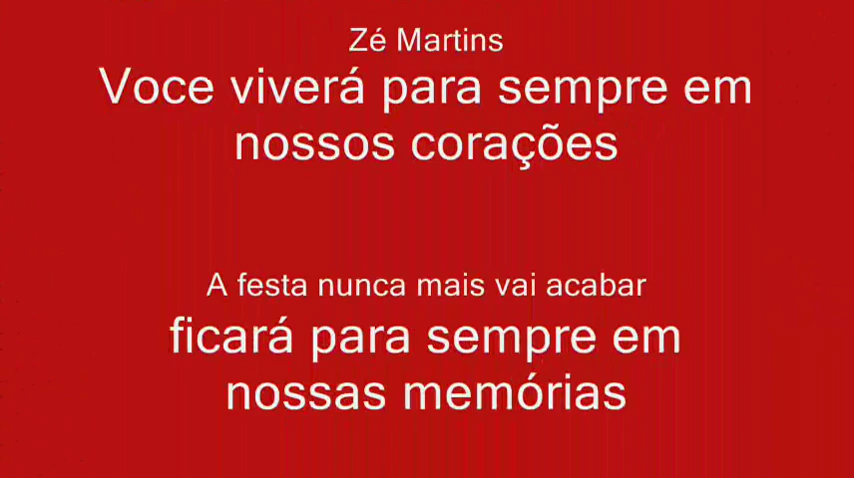 Zé Martins
Voce viverá para sempre em
nossos corações
A festa nunca mais vai acabar
ficará para sempre em
nossas memórias